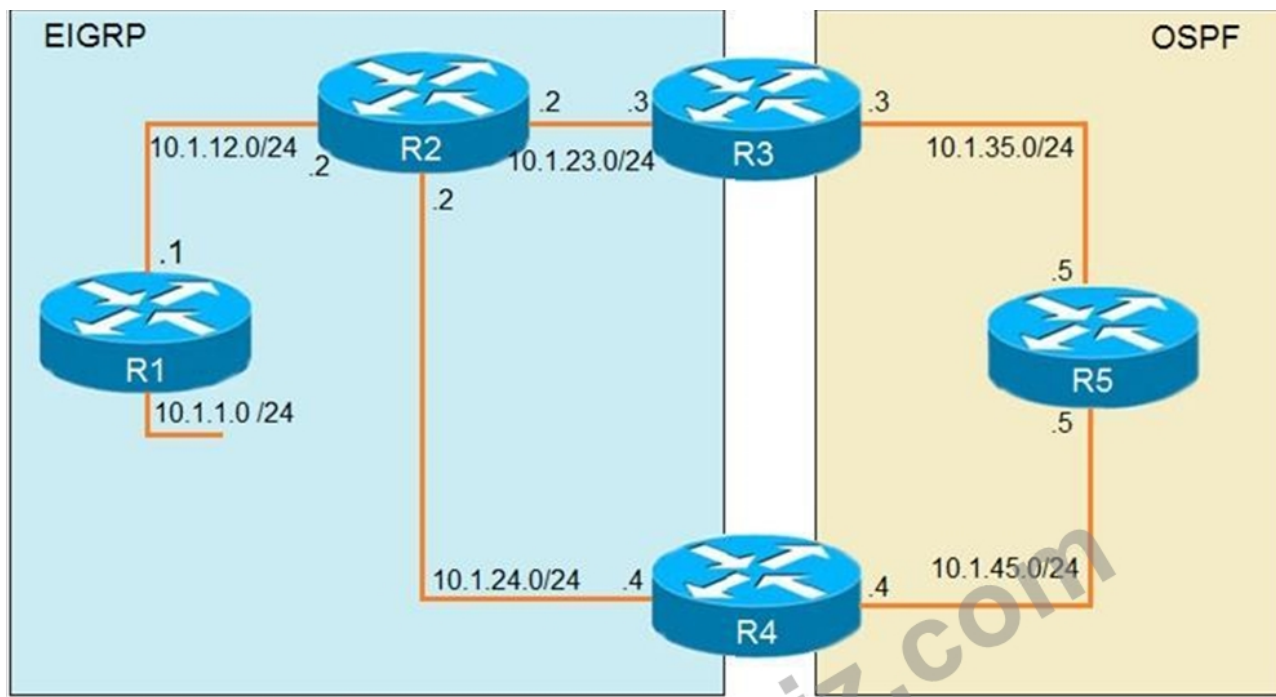 EIGRP
OSPF
.2
.3
.3
10.1.12.0/24
R2
10.1.23.0/24
R3
10.1.35.0/24
.2
.2
.1
.5
R1
R5
10.1.1.0 /24
.5
10.1.24.0/24
.4
10.1.45.0/24
.4
R4